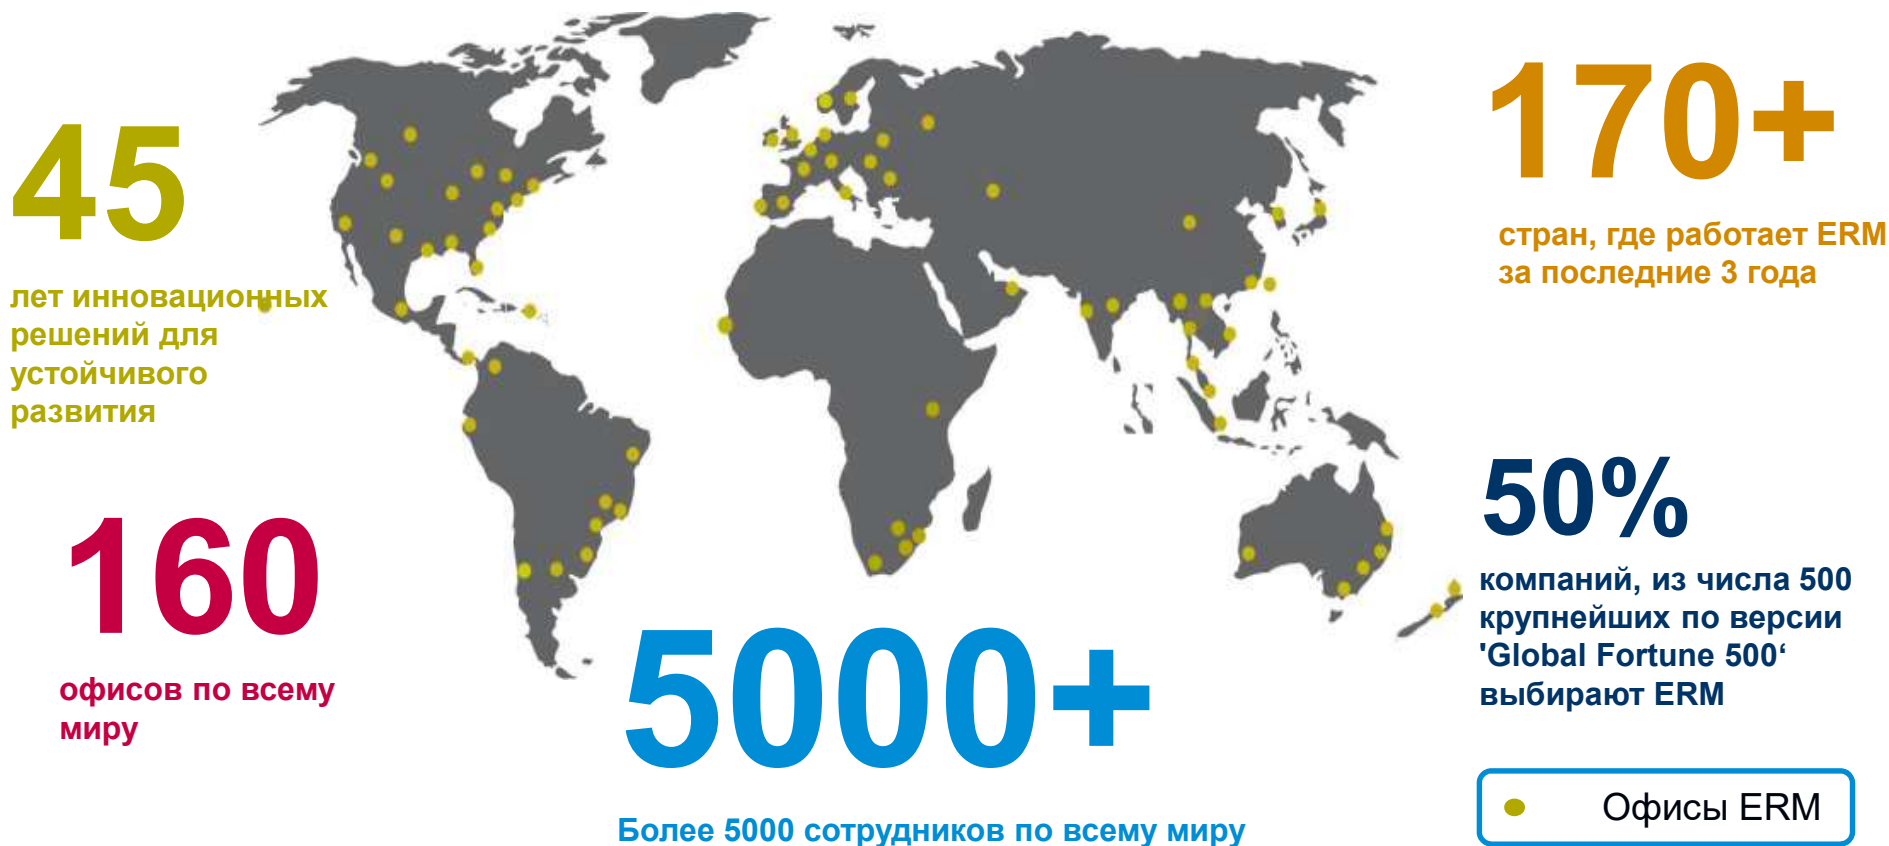 45
лет инновационных
решений для
устойчивого
развития
160
офисов по всему
миру
5000+
Более 5000 сотрудников по всему миру
170+
стран, где работает ERM
за последние 3 года
50%
компаний, из числа 500
крупнейших по версии
'Global Fortune 500‘
выбирают ERM
Офисы ERM